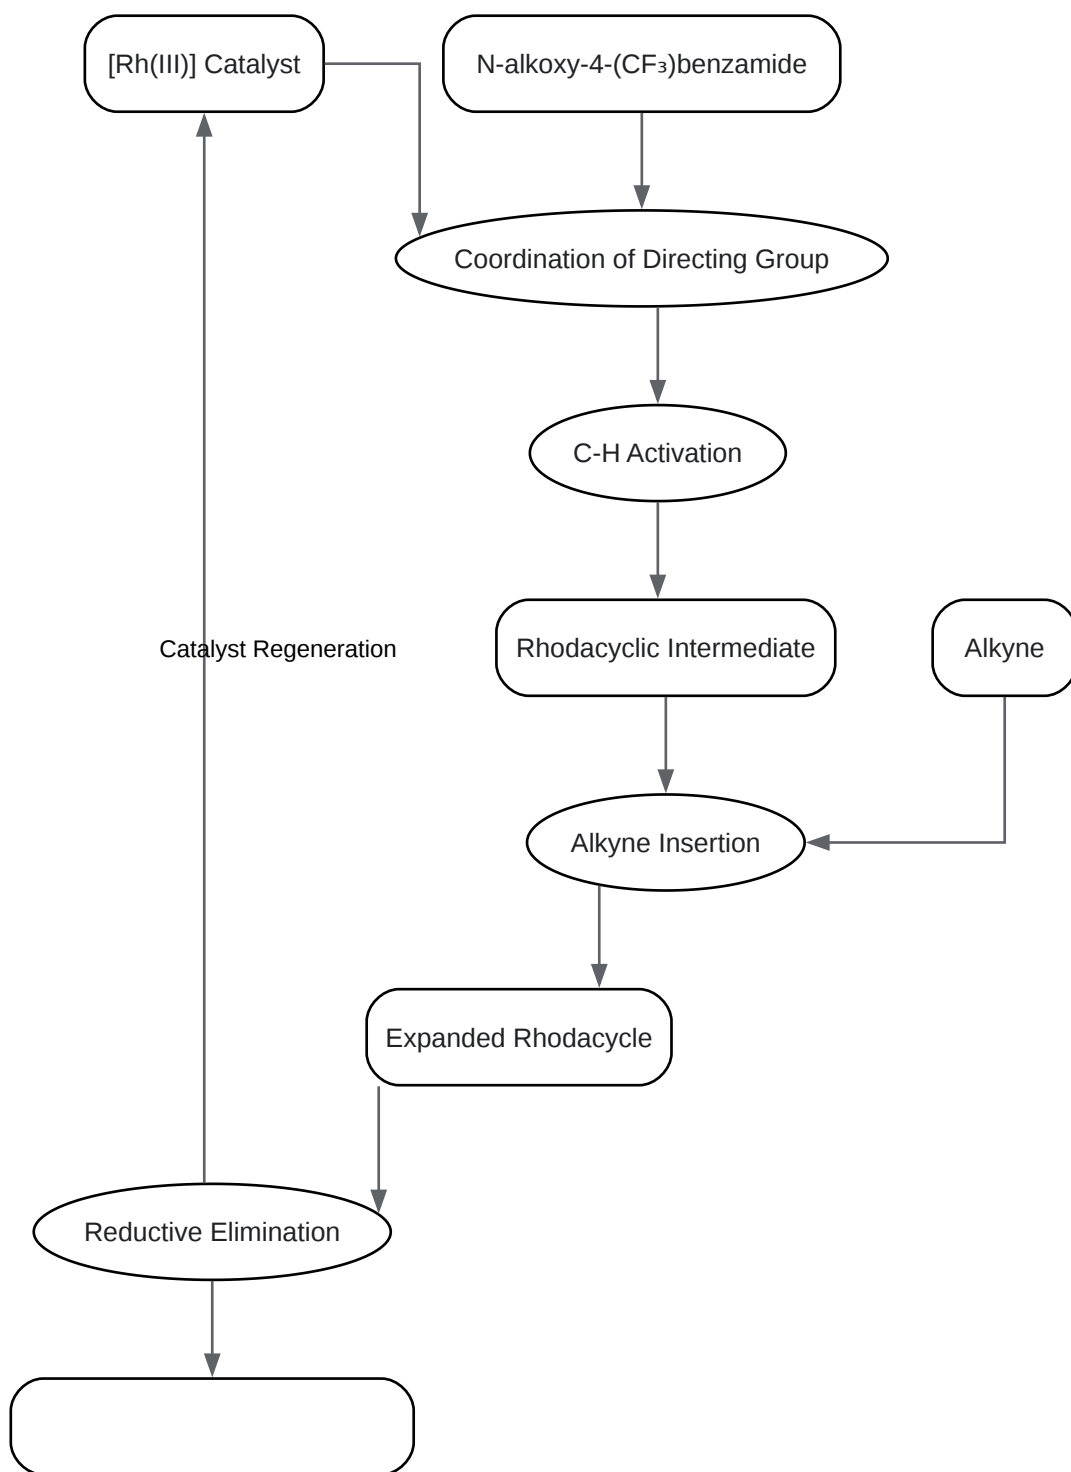 [Rh(III)] Catalyst
N-alkoxy-4-(CF₃)benzamide
Coordination of Directing Group
C-H Activation
Catalyst Regeneration
Rhodacyclic Intermediate
Alkyne
Alkyne Insertion
Expanded Rhodacycle
Reductive Elimination